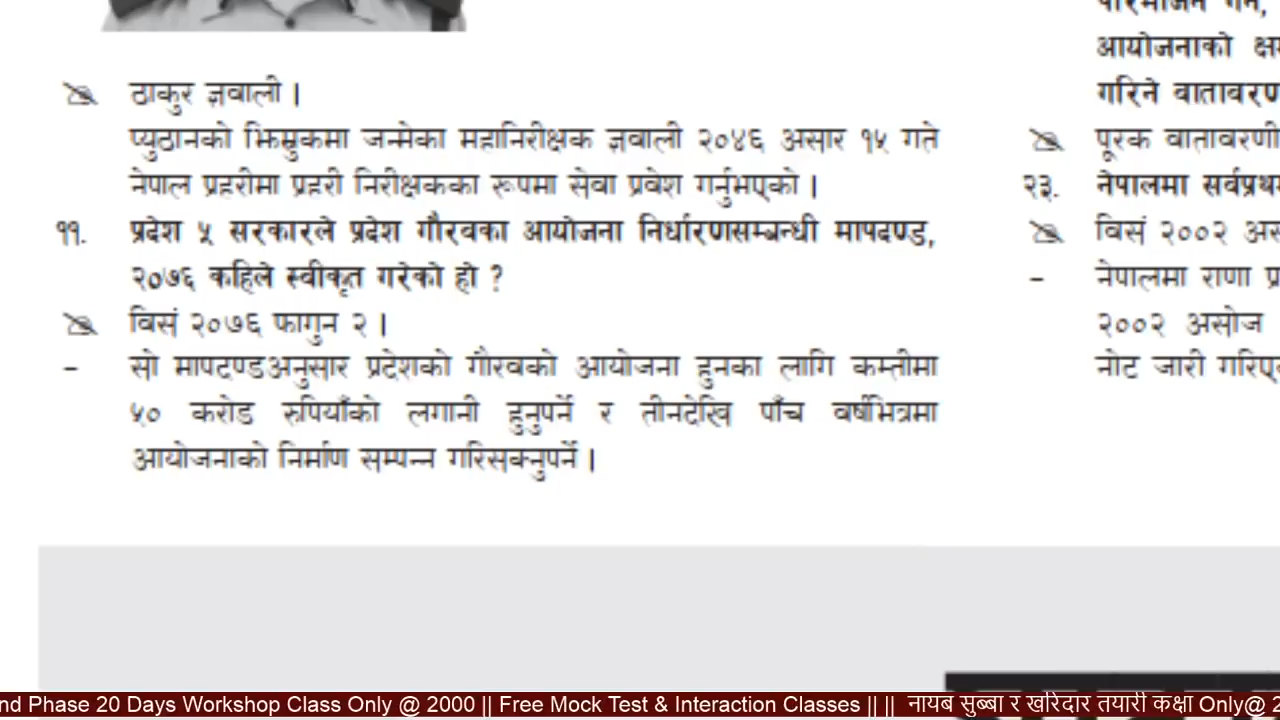 ठाकुर ज्ञवाली ।
प्युठानको झिम्रुकमा जन्मेका महानिरीक्षक ज्ञवाली २०४६ असार १५ गते
नेपाल प्रहरीमा प्रहरी निरीक्षकका रूपमा सेवा प्रवेश गर्नुभएको ।
११. प्रदेश ५ सरकारले प्रदेश गौरवका आयोजना निर्धारणसम्बन्धी मापदण्ड,
२०७६ कहिले स्वीकृत गरेको हो ?
विसं २०७६ फागुन २ ।
– सो मापदण्डअनुसार प्रदेशको गौरवको आयोजना हुनका लागि कम्तीमा
५० करोड रुपियाँको लगानी हुनुपर्ने र तीनदेखि पाँच वर्षभित्रमा
आयोजनाको निर्माण सम्पन्न गरिसक्नुपर्ने ।
आयोजनाको
गरिने
पूरक वातावरणी
२३. नेपालमा सर्वप्रथम
विसं २००२
– नेपालमा राणा
२००२ असोज
नोट जारी
nd Phase 20 Days Workshop Class Only @ 2000 || Free Mock Test & Interaction Classes || || नायब सुब्बा र खरिदार तयारी कक्षा Only@ 2